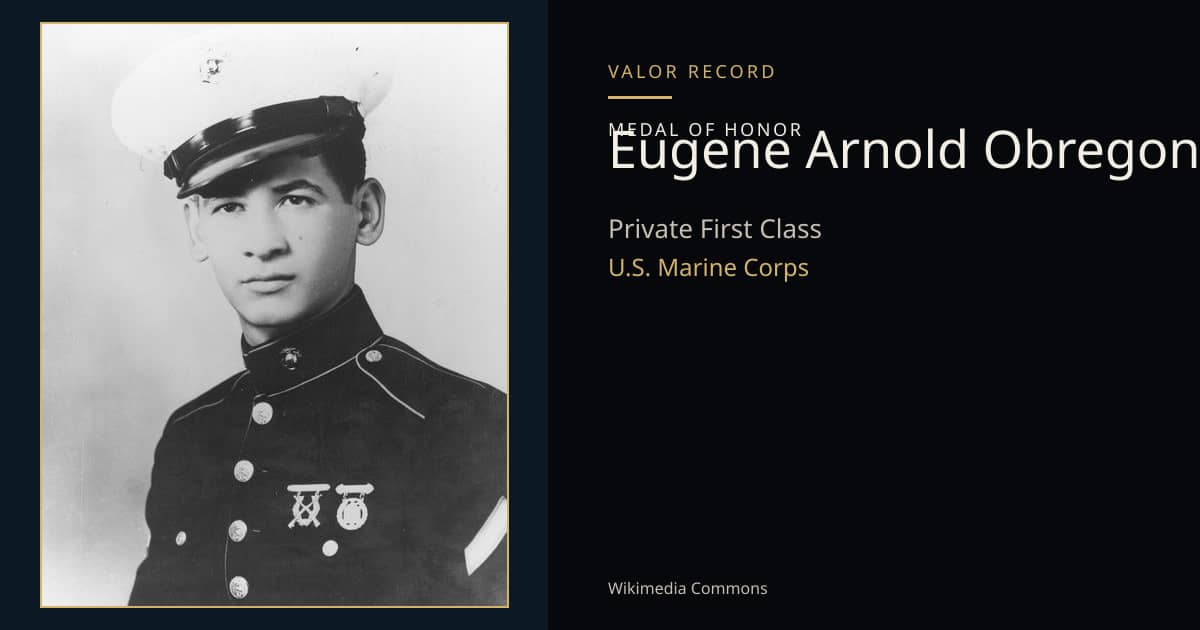 VALOR RECORD
MEDAL OF HONOR
Eugene Arnold Obregon
Private First Class
U.S. Marine Corps
Wikimedia Commons